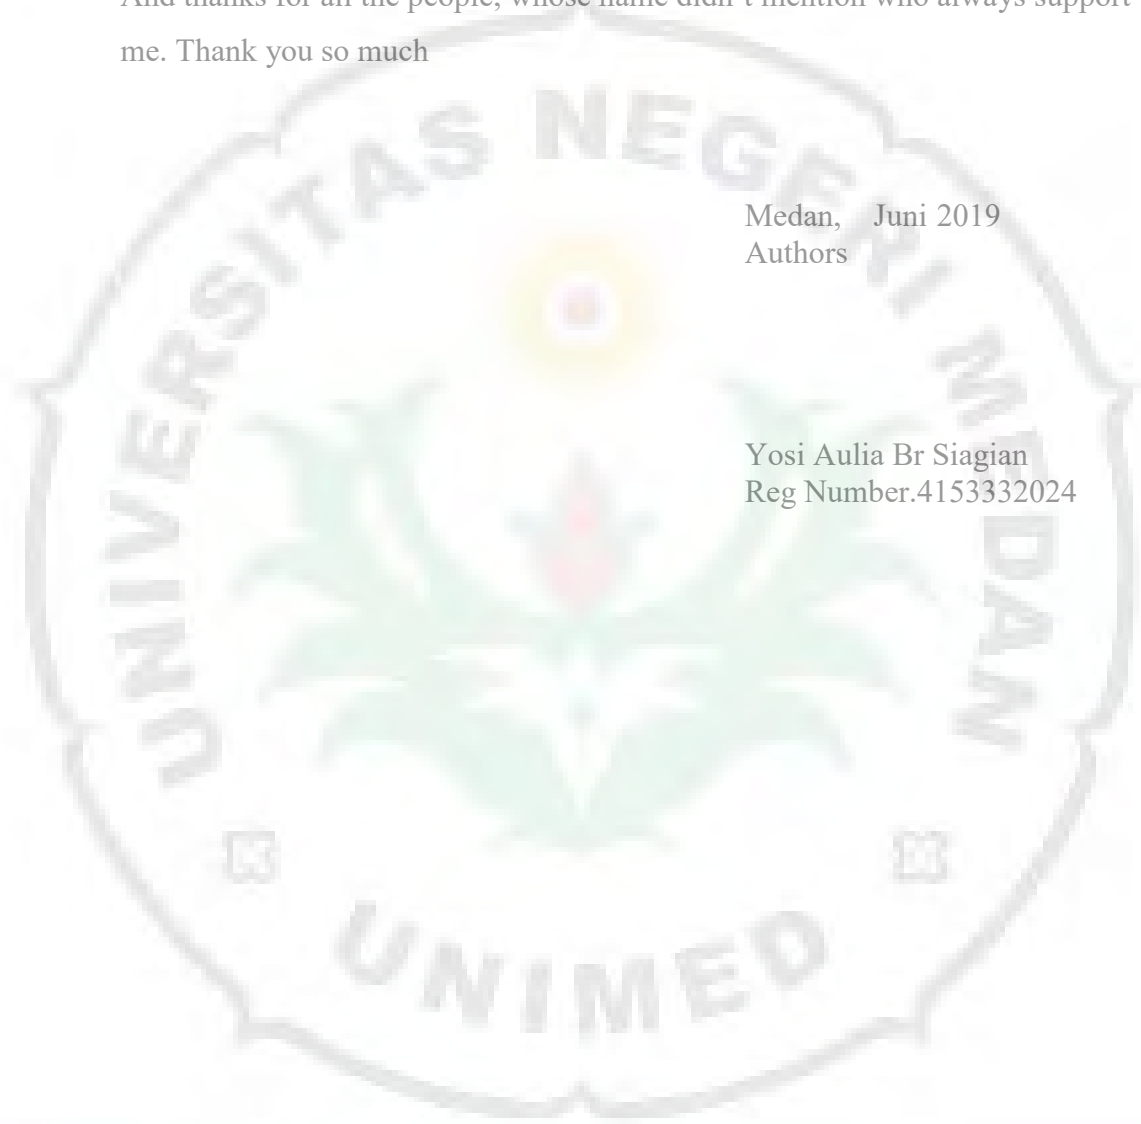 And thanks for all the people, whose name didn't mention who always support
me. Thank you so much
UNIVERSITAS NEGERI MEDAN
Medan, Juni 2019
Authors
Yosi Aulia Br Siagian
Reg Number.4153332024
UNIMED